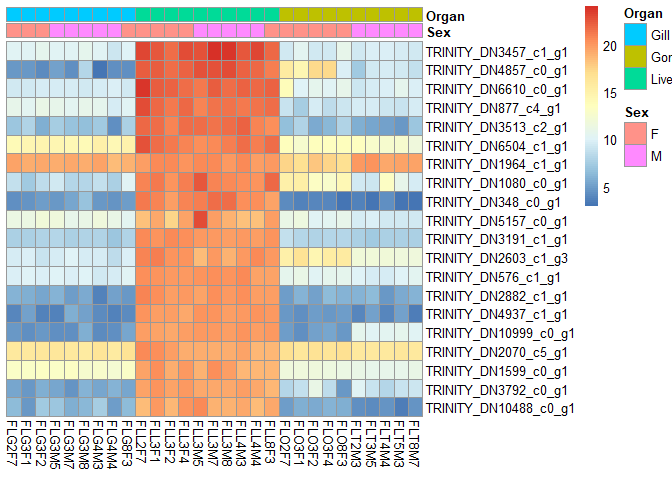 Organ
Sex
TRINITY_DN3457_c1_g1
TRINITY_DN4857_c0_g1
TRINITY_DN6610_c0_g1
TRINITY_DN877_c4_g1
TRINITY_DN3513_c2_g1
TRINITY_DN6504_c1_g1
TRINITY_DN1964_c1_g1
TRINITY_DN1080_c0_g1
TRINITY_DN348_c0_g1
TRINITY_DN5157_c0_g1
TRINITY_DN3191_c1_g1
TRINITY_DN2603_c1_g3
TRINITY_DN576_c1_g1
TRINITY_DN2882_c1_g1
TRINITY_DN4937_c1_g1
TRINITY_DN10999_c0_g1
TRINITY_DN2070_c5_g1
TRINITY_DN1599_c0_g1
TRINITY_DN3792_c0_g1
TRINITY_DN10488_c0_g1
FLG2F7
FLG3F1
FLG3F2
FLG3M5
FLG3M7
FLG3M8
FLG4M3
FLG4M4
FLG8F3
FLL2F7
FLL3F1
FLL3F2
FLL3F4
FLL3M5
FLL3M7
FLL3M8
FLL4M3
FLL4M4
FLL8F3
FLO2F7
FLO3F1
FLO3F2
FLO3F4
FLO8F3
FLT2M3
FLT3M5
FLT4M4
FLT5M3
FLT8M7
20
15
10
5
Organ
Gill
Gor
Live
Sex
F
M